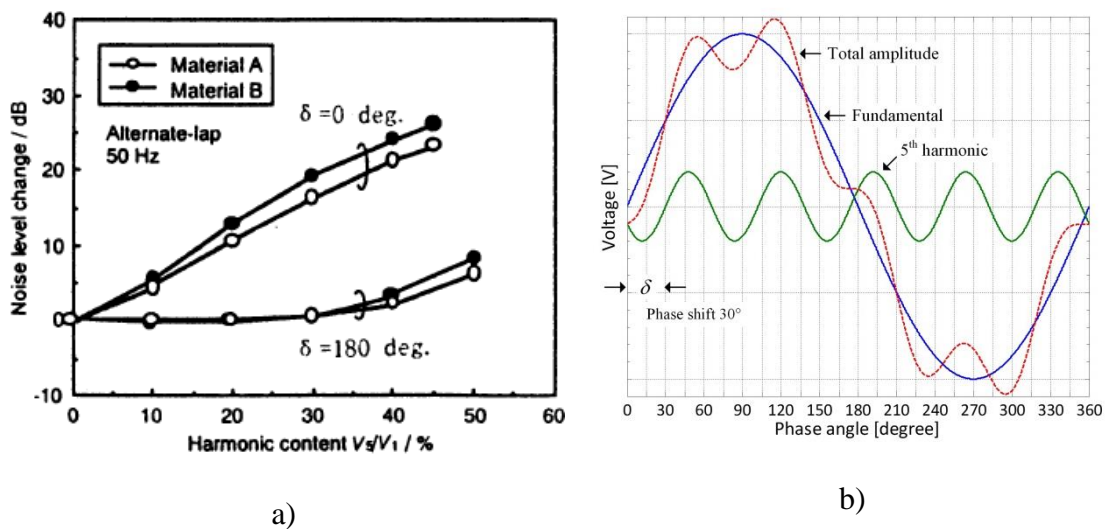 40
30
20
10
0
-10
0
10
20
30
40
50
60
Noise level change / dB
Harmonic content V5/V1 / %
Material A
Material B
Alternate-lap
50 Hz
δ =0 deg.
δ =180 deg.
a)
Voltage [V]
Total amplitude
Fundamental
5th harmonic
δ
Phase shift 30°
0 30 60 90 120 150 180 210 240 270 300 330 360
Phase angle [degree]
b)